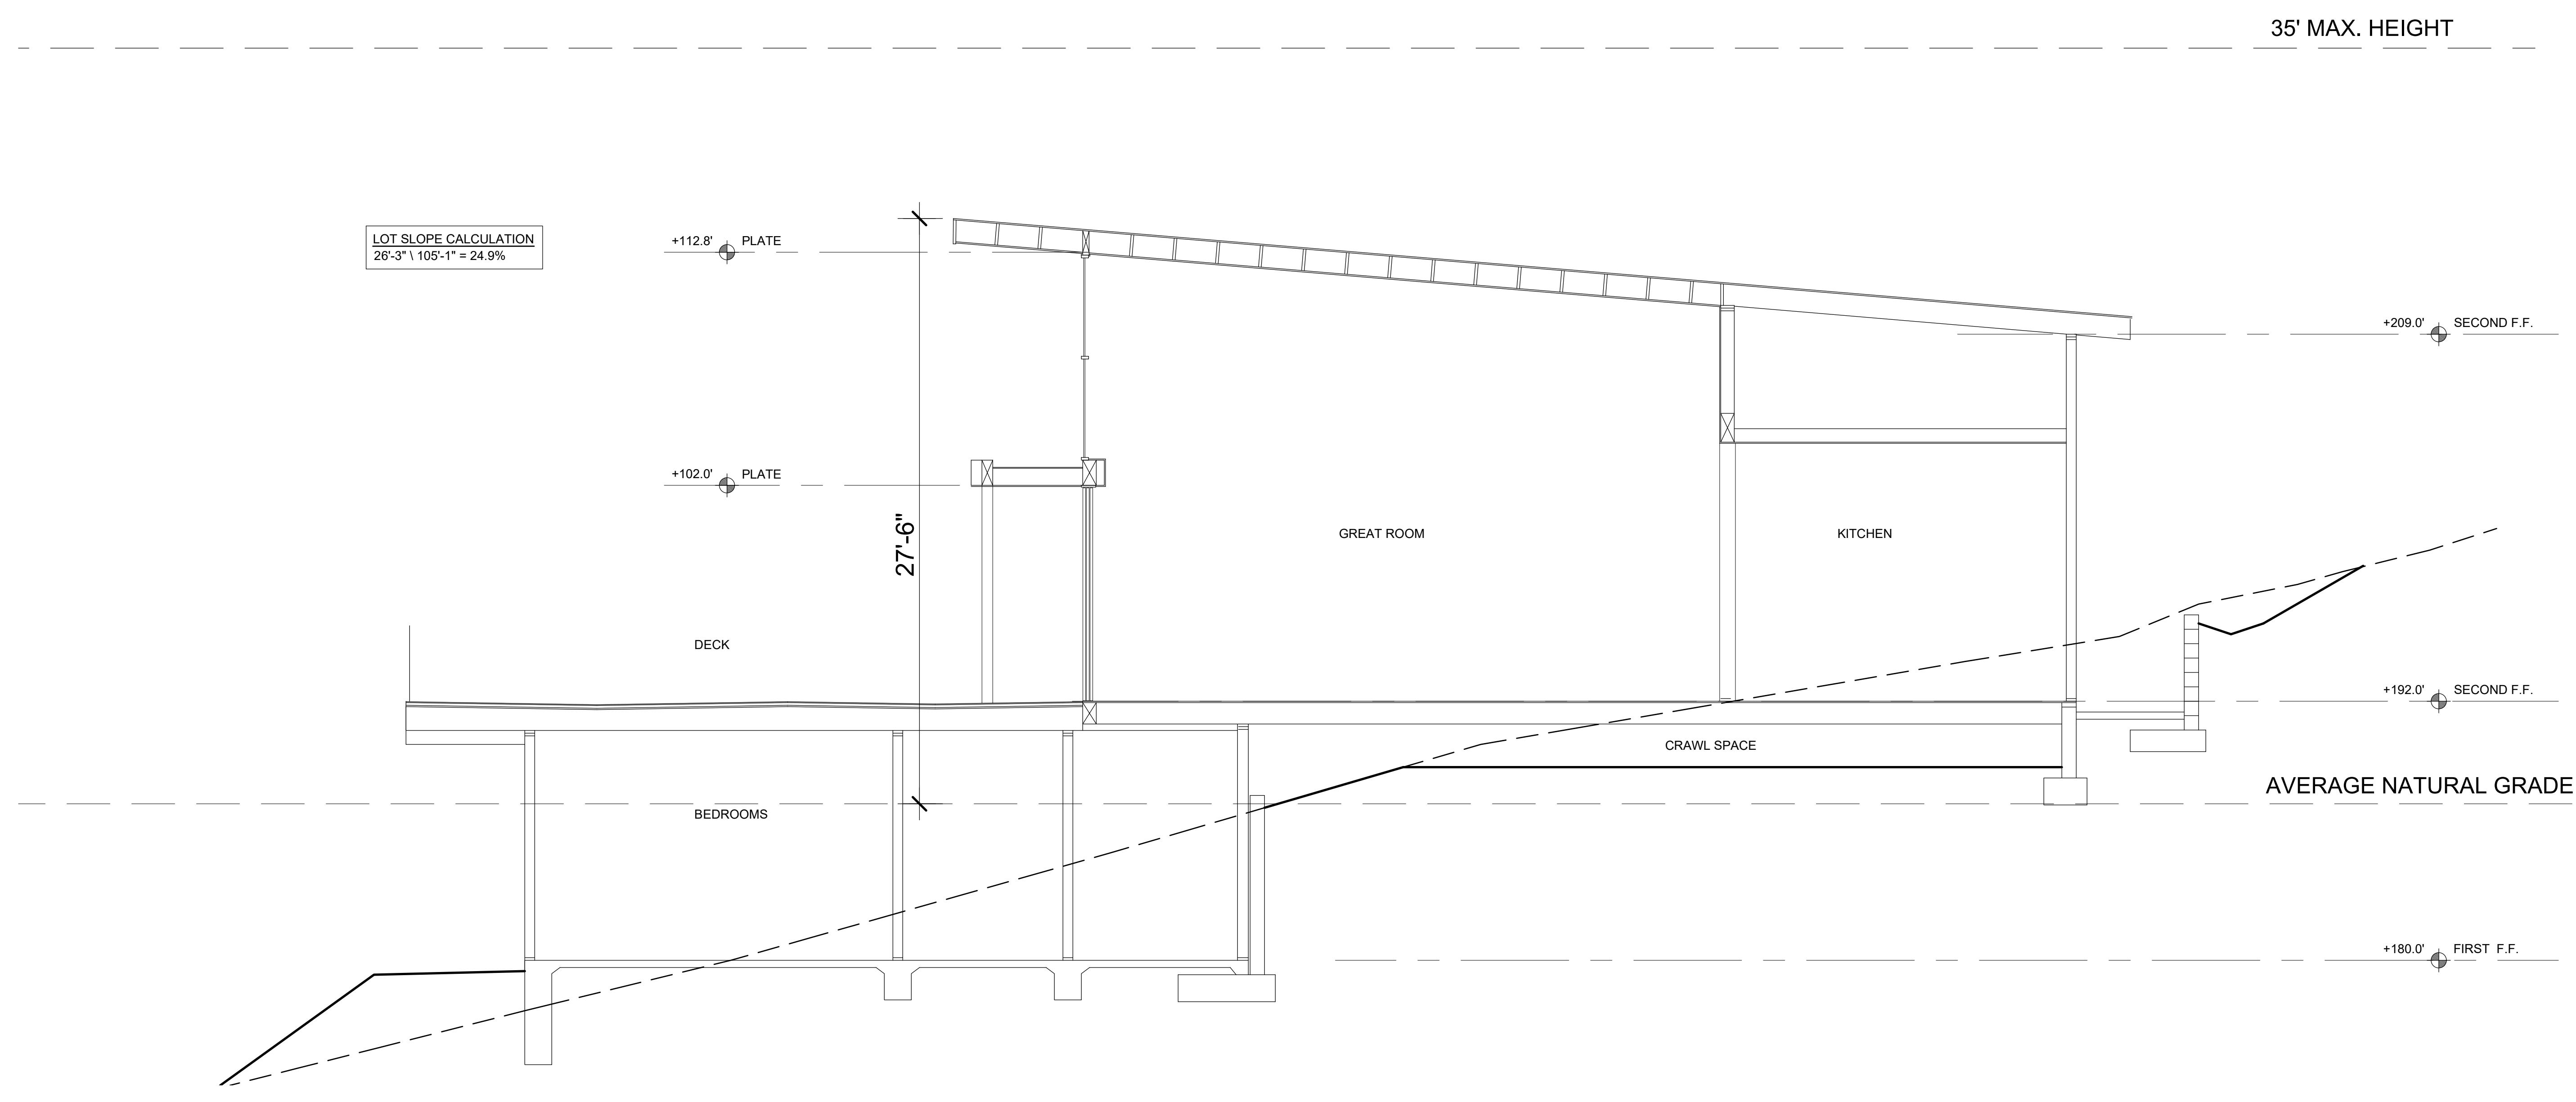 35' MAX. HEIGHT
LOT SLOPE CALCULATION
26'-3" \ 105'-1" = 24.9%
+112.8' PLATE
+209.0' SECOND F.F.
+102.0' PLATE
27'-6"
GREAT ROOM
KITCHEN
DECK
+192.0' SECOND F.F.
CRAWL SPACE
AVERAGE NATURAL GRADE
BEDROOMS
+180.0' FIRST F.F.